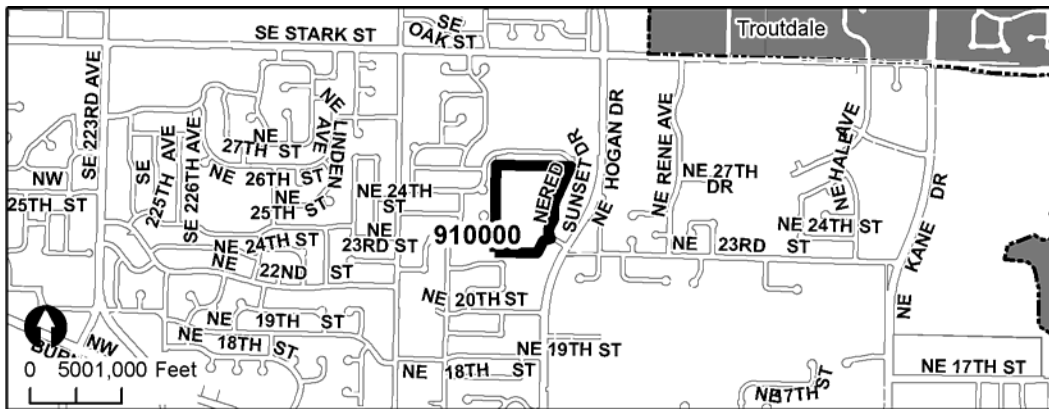 Troutdale
SE STARK ST
SE
OAK ST
SE 223RD AVE
NE LINDEN
AVE
NE
27TH ST
NE 26TH ST
NE
25TH ST
SE
225TH AVE
SE 226TH AVE
NW
25TH ST
NE 24TH
ST
NE
23RD ST
NE 24TH ST
NE 22ND ST
910000
NERED
SUNSET DR
NE HOGAN DR
NE RENE AVE
NE 27TH
DR
NE HALE AVE
NE 24TH ST
NE KANE DR
NE 23RD ST
NE 20TH ST
NE 19TH ST
NE 18TH ST
NE 19TH ST
NE 18TH ST
NE 17TH ST
NE 17TH ST
NW
0 5001,000 Feet